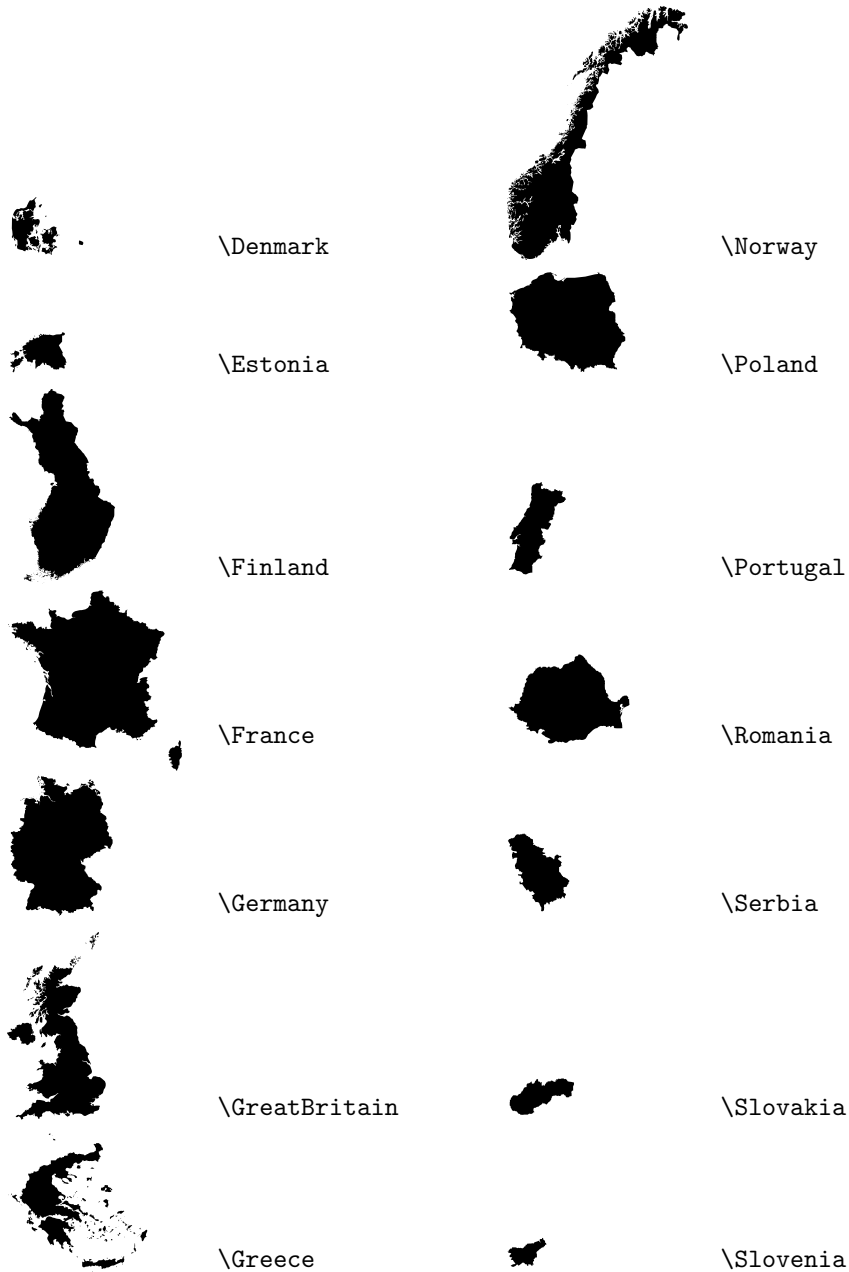 \Denmark \Norway
\Estonia \Poland
\Finland \Portugal
\France \Romania
\Germany \Serbia
\GreatBritain \Slovakia
\Greece \Slovenia